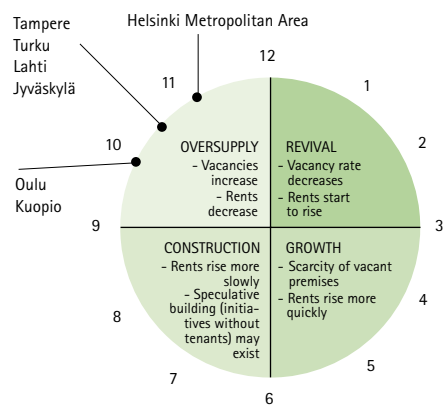 Helsinki Metropolitan Area
Tampere
Turku
Lahti
Jyväskylä
Oulu
Kuopio
12
1
2
3
4
5
6
7
8
9
10
11
OVERSUPPLY
- Vacancies
increase
- Rents
decrease
REVIVAL
- Vacancy rate
decreases
- Rents start
to rise
CONSTRUCTION
- Rents rise more
slowly
- Speculative
building (initia-
tives without
tenants) may
exist
GROWTH
- Scarcity of vacant
premises
- Rents rise more
quickly